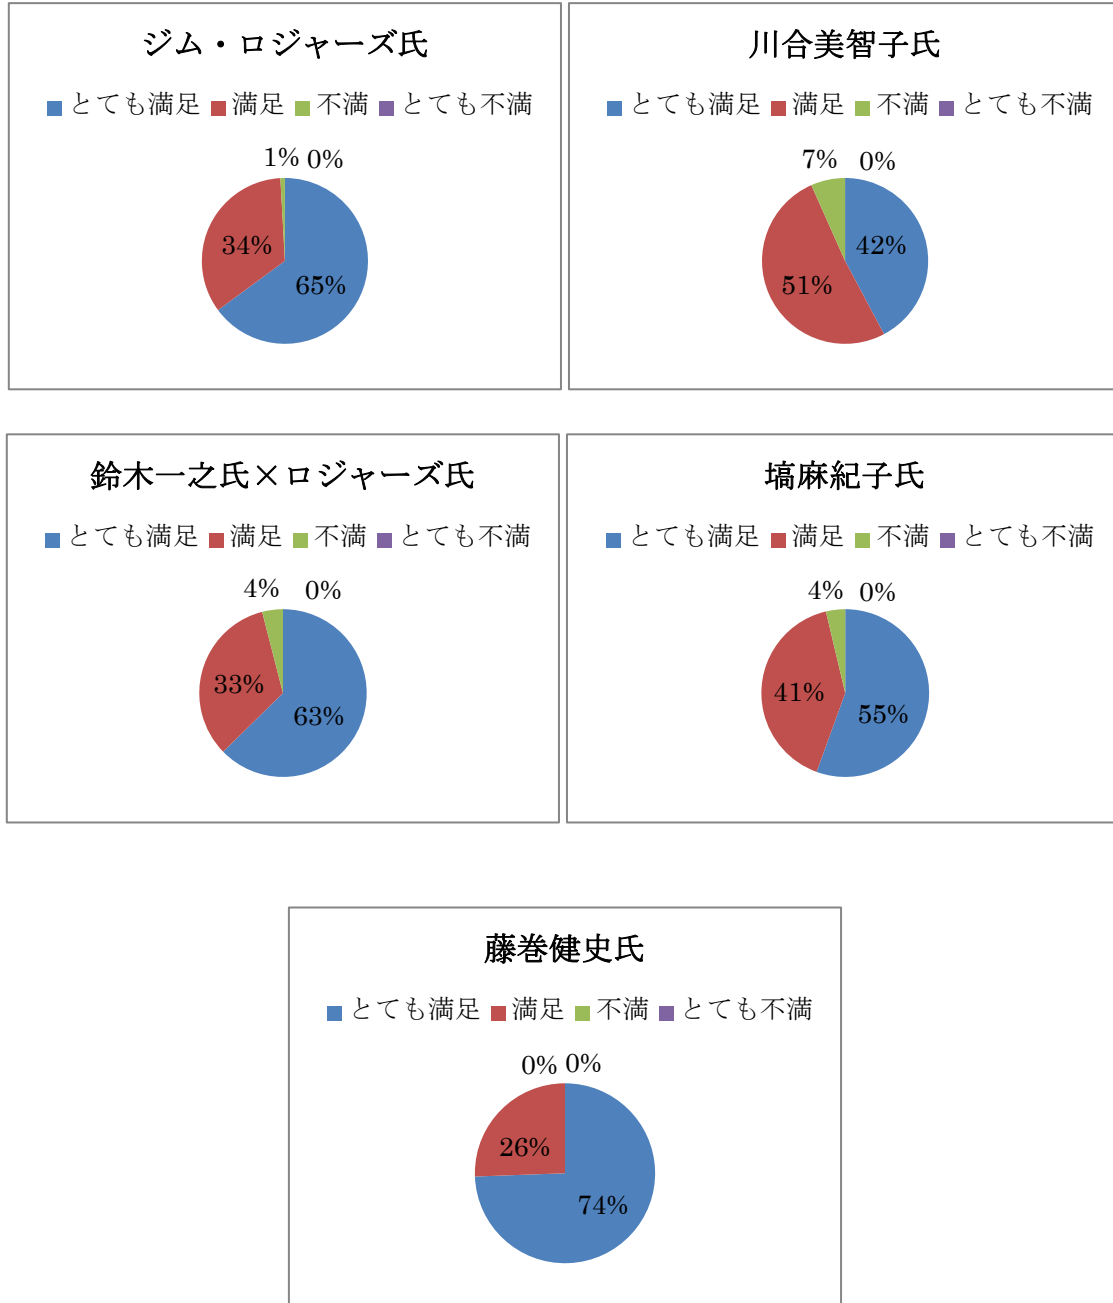 ジム・ロジャーズ氏
とても満足 満足 不満 とても不満
1% 0%
34%
65%
川合美智子氏
とても満足 満足 不満 とても不満
7% 0%
42%
51%
鈴木一之氏×ロジャーズ氏
とても満足 満足 不満 とても不満
4% 0%
33%
63%
塙麻紀子氏
とても満足 満足 不満 とても不満
4% 0%
41%
55%
藤巻健史氏
とても満足 満足 不満 とても不満
0% 0%
26%
74%